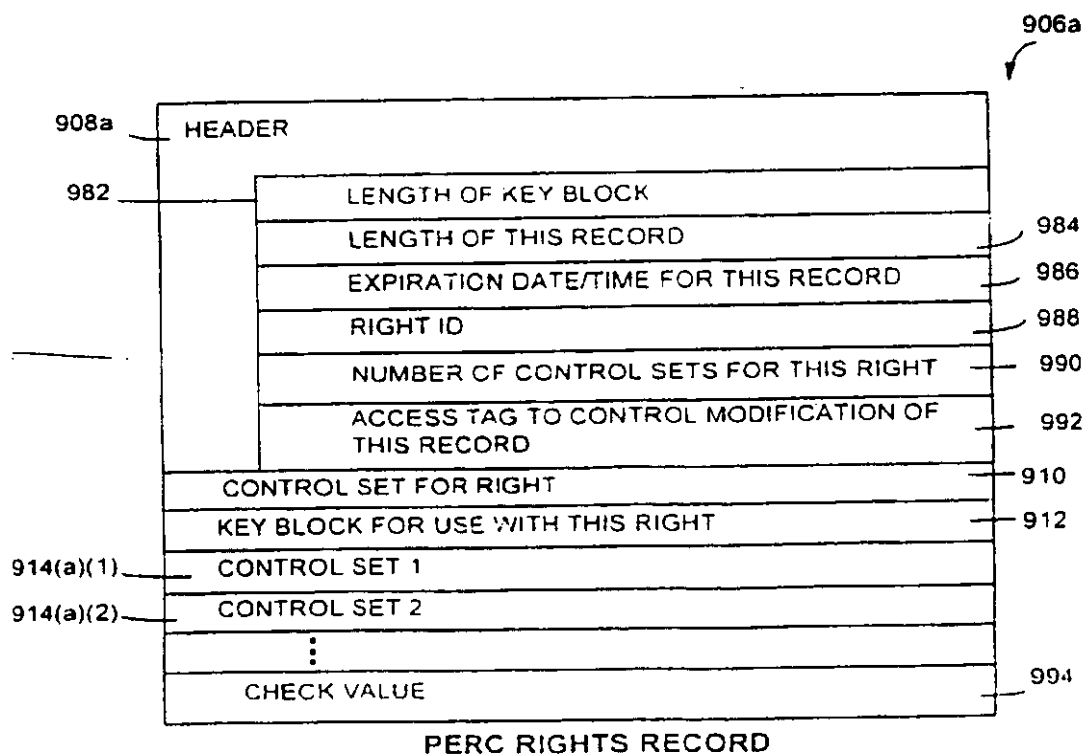 906a
908a HEADER
982 LENGTH OF KEY BLOCK
LENGTH OF THIS RECORD 984
EXPIRATION DATE/TIME FOR THIS RECORD 986
RIGHT ID 988
NUMBER OF CONTROL SETS FOR THIS RIGHT 990
ACCESS TAG TO CONTROL MODIFICATION OF 992
THIS RECORD
CONTROL SET FOR RIGHT 910
KEY BLOCK FOR USE WITH THIS RIGHT 912
914(a)(1) CONTROL SET 1
914(a)(2) CONTROL SET 2
⋮
CHECK VALUE 994
PERC RIGHTS RECORD